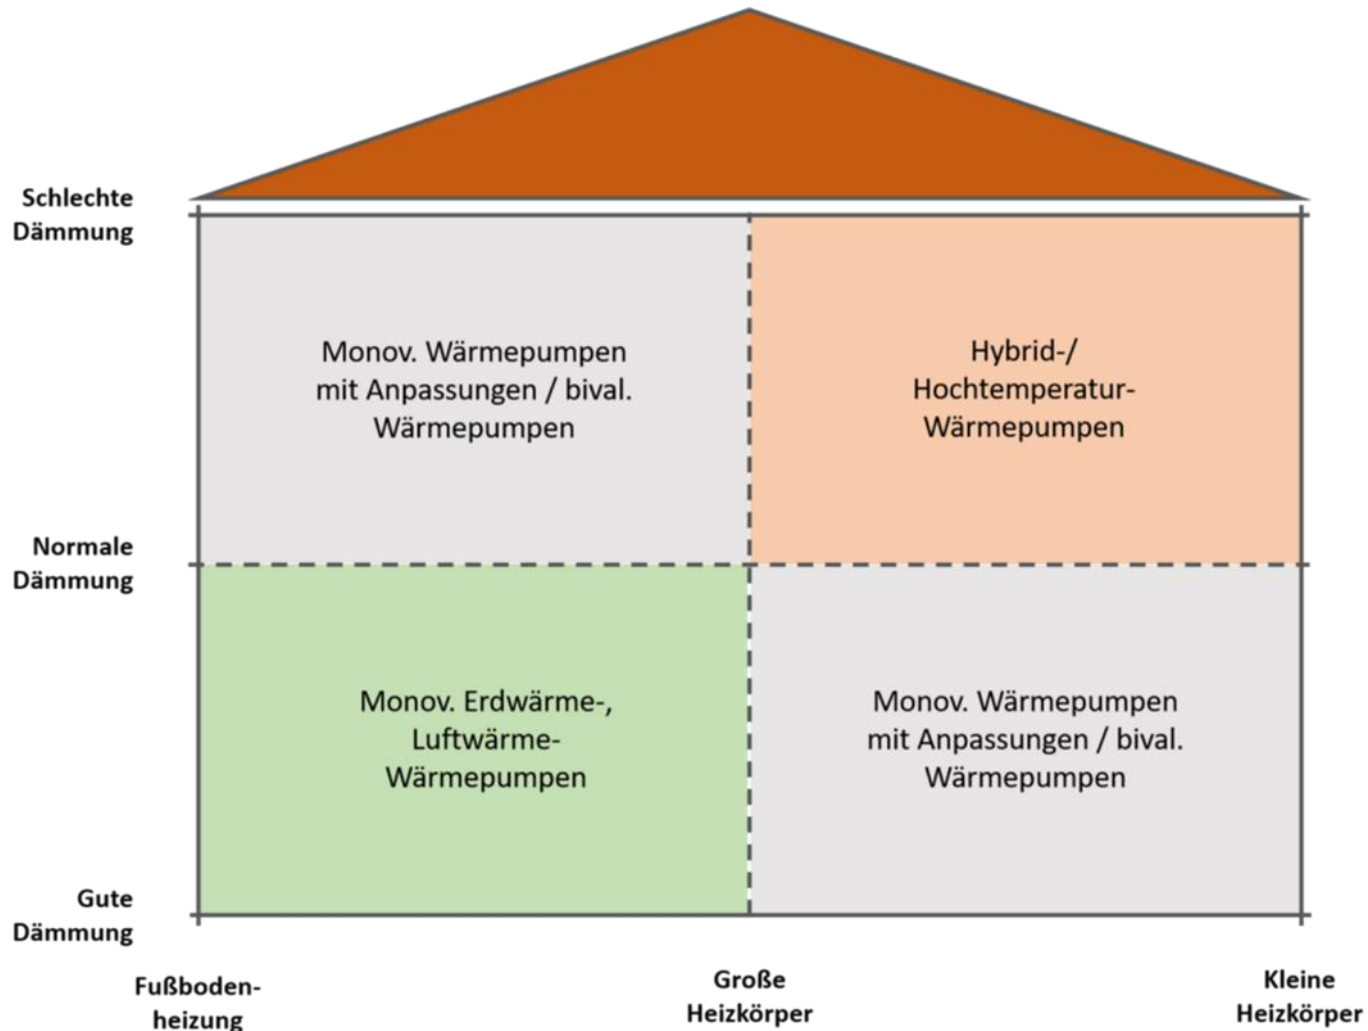 Schlechte
Dämmung
Monov. Wärmepumpen
mit Anpassungen / bival.
Wärmepumpen
Hybrid-/
Hochtemperatur-
Wärmepumpen
Normale
Dämmung
Monov. Erdwärme-,
Luftwärme-
Wärmepumpen
Monov. Wärmepumpen
mit Anpassungen / bival.
Wärmepumpen
Gute
Dämmung
Fußboden-
heizung
Große
Heizkörper
Kleine
Heizkörper